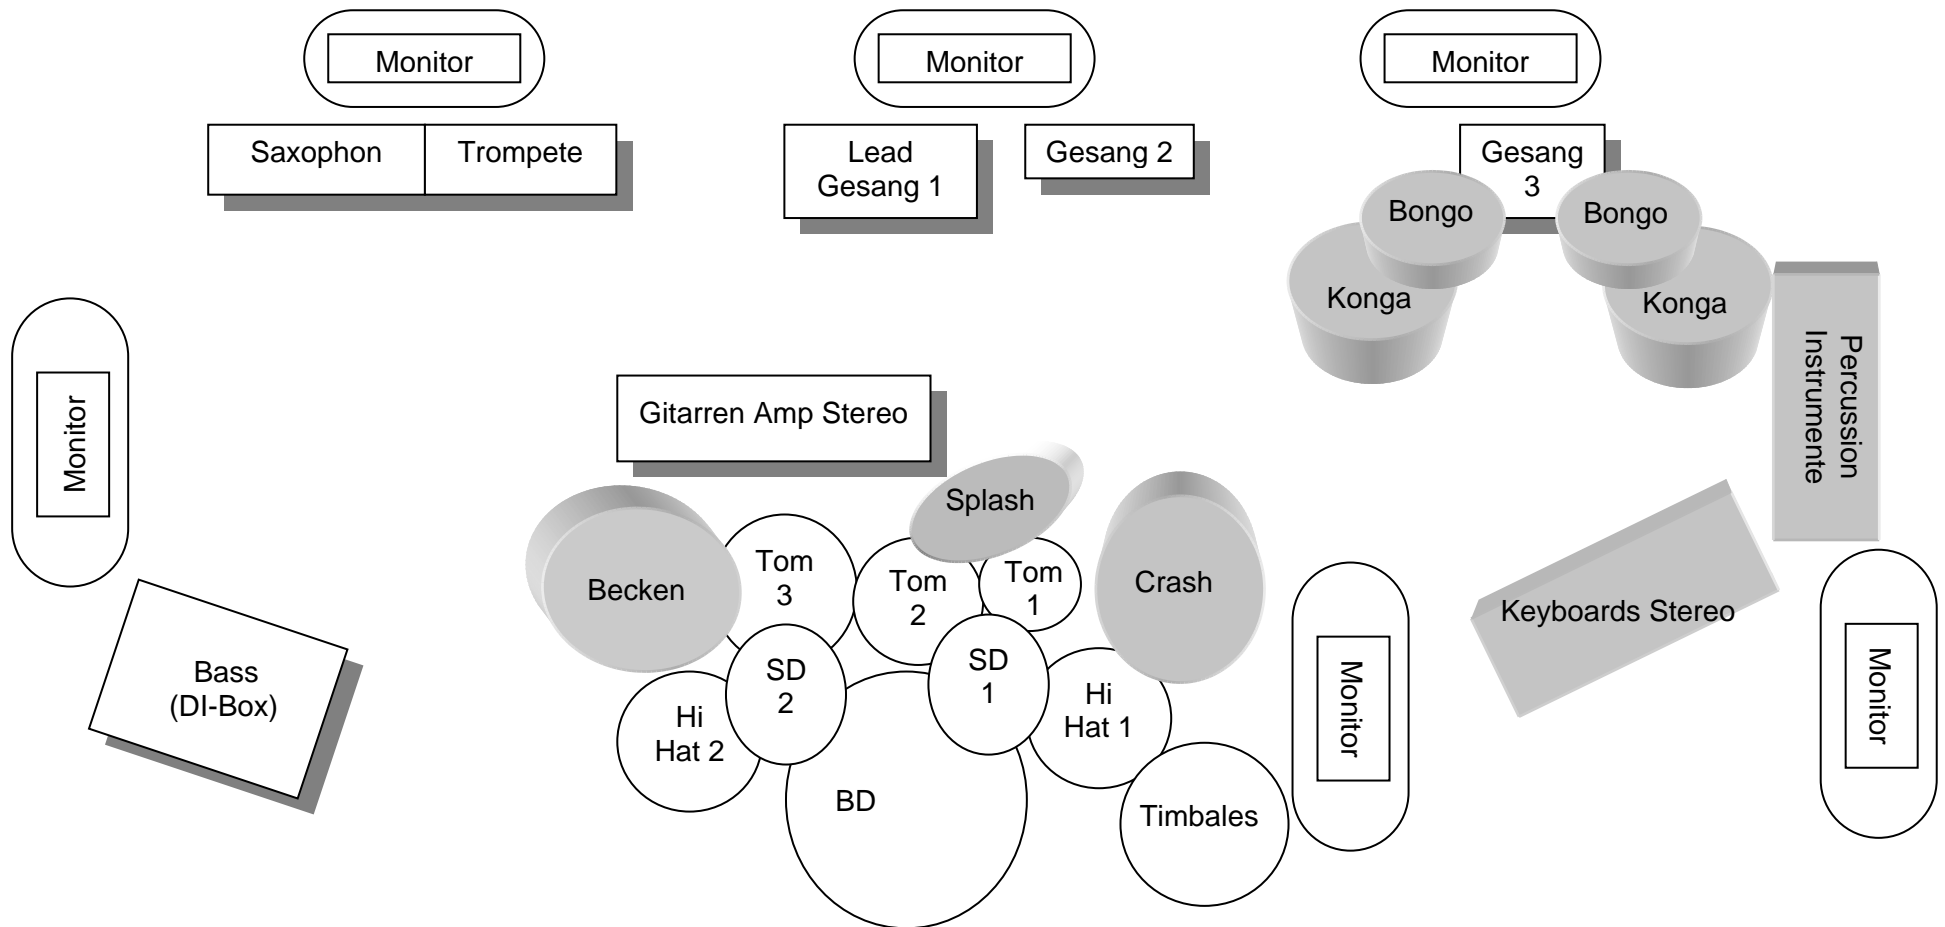 Monitor
Monitor
Monitor
Saxophon
Trompete
Lead
Gesang 1
Gesang 2
Gesang
3
Bongo
Bongo
Konga
Konga
Percussion
Instrumente
Monitor
Gitarren Amp Stereo
Splash
Becken
Tom
3
Tom
2
Tom
1
Crash
Keyboards Stereo
Bass
(DI-Box)
SD
2
SD
1
Hi
Hat 2
Hi
Hat 1
Monitor
Monitor
BD
Timbales